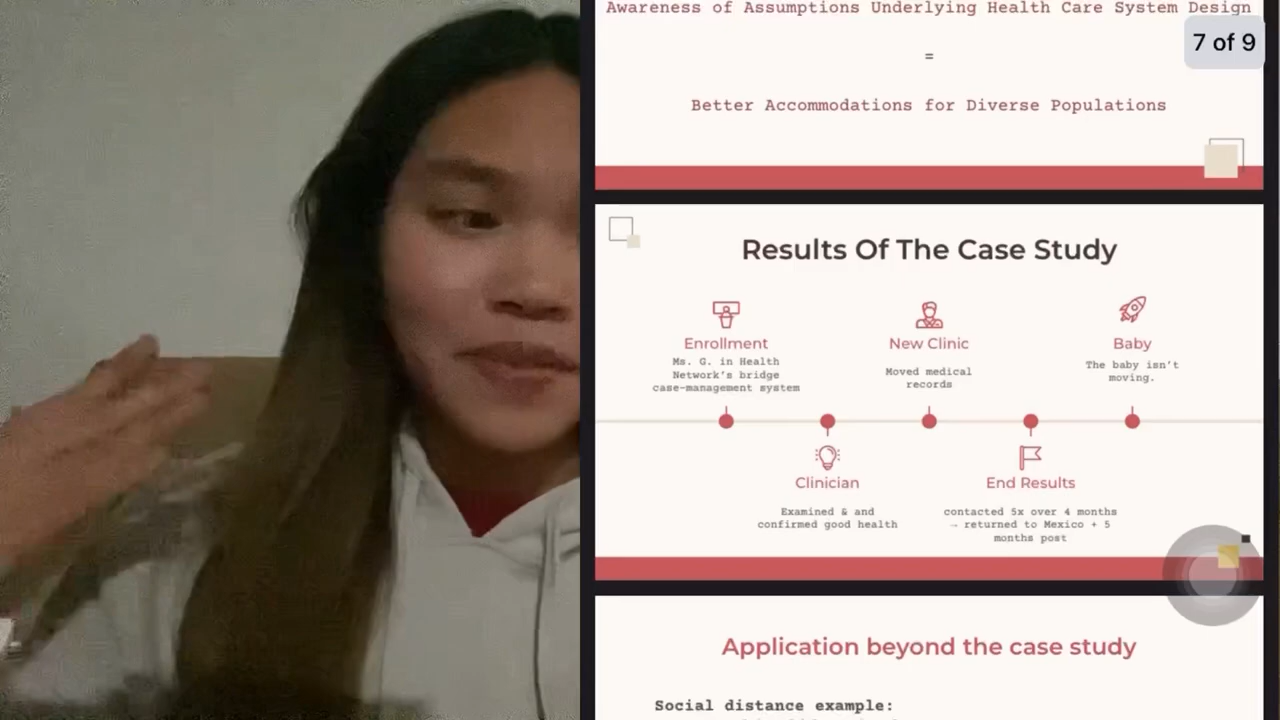 Awareness of Assumptions Underlying Health Care System Design
7 of 9
=
Better Accommodations for Diverse Populations
Results Of The Case Study
Enrollment
Ms. G. in Health
Network's bridge
case-management system
New Clinic
Moved medical
records
Baby
The baby isn't
moving.
Clinician
Examined & and
confirmed good health
End Results
contacted 5x over 4 months
→ returned to Mexico + 5
months post
Application beyond the case study
Social distance example: